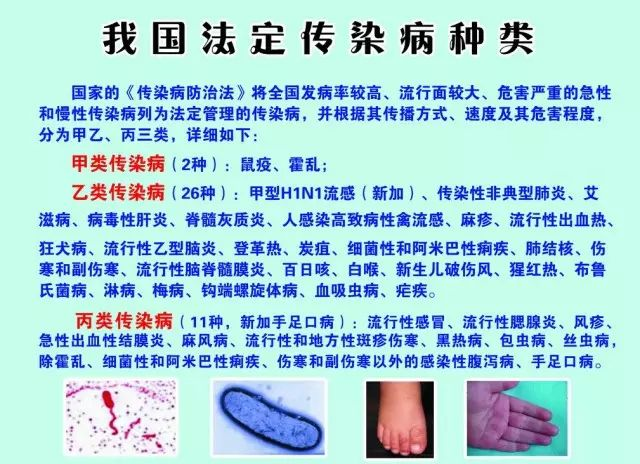 我国法定传染病种类
国家的《传染病防治法》将全国发病率较高、流行面较大、危害严重的急性
和慢性传染病列为法定管理的传染病，并根据其传播方式、速度及其危害程度，
分为甲乙、丙三类，详细如下：
甲类传染病（2种）：鼠疫、霍乱；
乙类传染病（26种）：甲型H1N1流感（新加）、传染性非典型肺炎、艾
滋病、病毒性肝炎、脊髓灰质炎、人感染高致病性禽流感、麻疹、流行性出血热、
狂犬病、流行性乙型脑炎、登革热、炭疽、细菌性和阿米巴性痢疾、肺结核、伤
寒和副伤寒、流行性脑脊髓膜炎、百日咳、白喉、新生儿破伤风、猩红热、布鲁
氏菌病、淋病、梅病、钩端螺旋体病、血吸虫病、疟疾。
丙类传染病（11种，新加手足口病）：流行性感冒、流行性腮腺炎、风疹、
急性出血性结膜炎、麻风病、流行性和地方性斑疹伤寒、黑热病、包虫病、丝虫病，
除霍乱、细菌性和阿米巴性痢疾、伤寒和副伤寒以外的感染性腹泻病、手足口病。